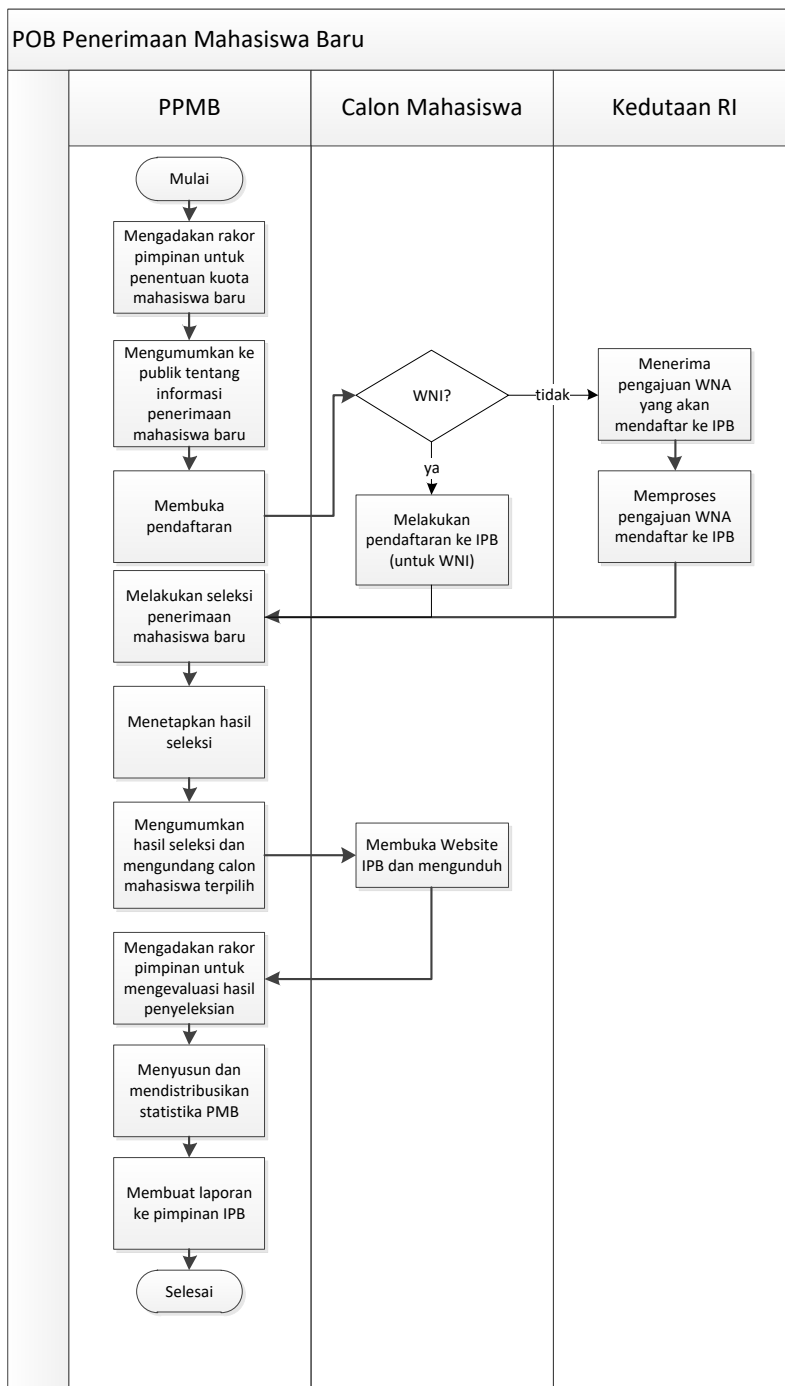 POB Penerimaan Mahasiswa Baru
PPMB
Calon Mahasiswa
Kedutaan RI
Mulai
Mengadakan rakor
pimpinan untuk
penentuan kuota
mahasiswa baru
Mengumumkan ke
publik tentang
informasi
penerimaan
mahasiswa baru
Membuka
pendaftaran
WNI?
tidak
ya
Menerima
pengajuan WNA
yang akan
mendaftar ke IPB
Melakukan
pendaftaran ke IPB
(untuk WNI)
Memproses
pengajuan WNA
mendaftar ke IPB
Melakukan seleksi
penerimaan
mahasiswa baru
Menetapkan hasil
seleksi
Mengumumkan
hasil seleksi dan
mengundang calon
mahasiswa terpilih
Membuka Website
IPB dan mengunduh
Mengadakan rakor
pimpinan untuk
mengevaluasi hasil
penyeleksian
Menyusun dan
mendistribusikan
statistika PMB
Membuat laporan
ke pimpinan IPB
Selesai